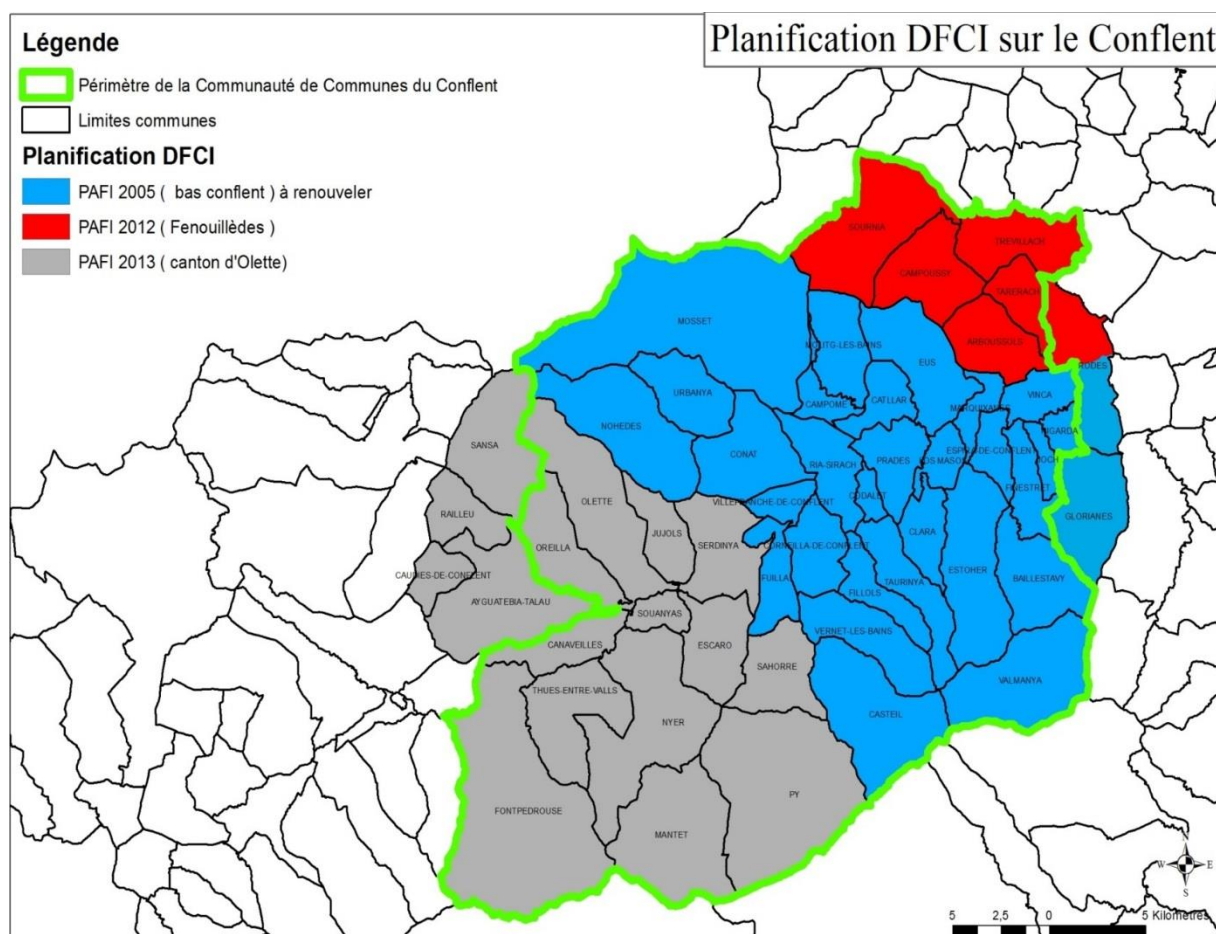 Planification DFCI sur le Conflent
Légende
Périmètre de la Communauté de Communes du Conflent
Limites communes
Planification DFCI
PAFI 2005 ( bas conflent ) à renouveler
PAFI 2012 ( Fenouillèdes )
PAFI 2013 ( canton d'Olette)
SOURNIA
TREVILLACH
CAMPOUSSY
TARERACH
MOSSET
ARBOUSSOLS
MOLITG-LES-BAINS
EUS
RODES
URBANYA
VINCA
CAMPOME
CATLLAR
MARQUIXANES
NOHEDES
RIGARDA
SANSA
CONAT
RIA-SIRACH
PRADES
LOS MASOS
ESPIRA-DE-CONFLENT
JOCH
OLETTE
VILLEFRANCHE-DE-CONFLENT
CODALET
FINESTRET
RAILLEU
GLORIANES
OREILLA
JUJOLS
SERDINYA
CORNEILLA-DE-CONFLENT
CLARA
CAUDIES-DE-CONFLENT
FUILLA
TAURINYA
ESTOHER
BAILLESTAVY
AYGUATEBIA-TALAU
FILLOLS
SOUANYAS
VERNET-LES-BAINS
CANAVEILLES
ESCARO
SAHORRE
VALMANYA
THUES-ENTRE-VALLS
CASTEIL
NYER
PY
FONTPEDROUSE
MANTET
N
W E
S
5 2,5 0 5 Kilomètres